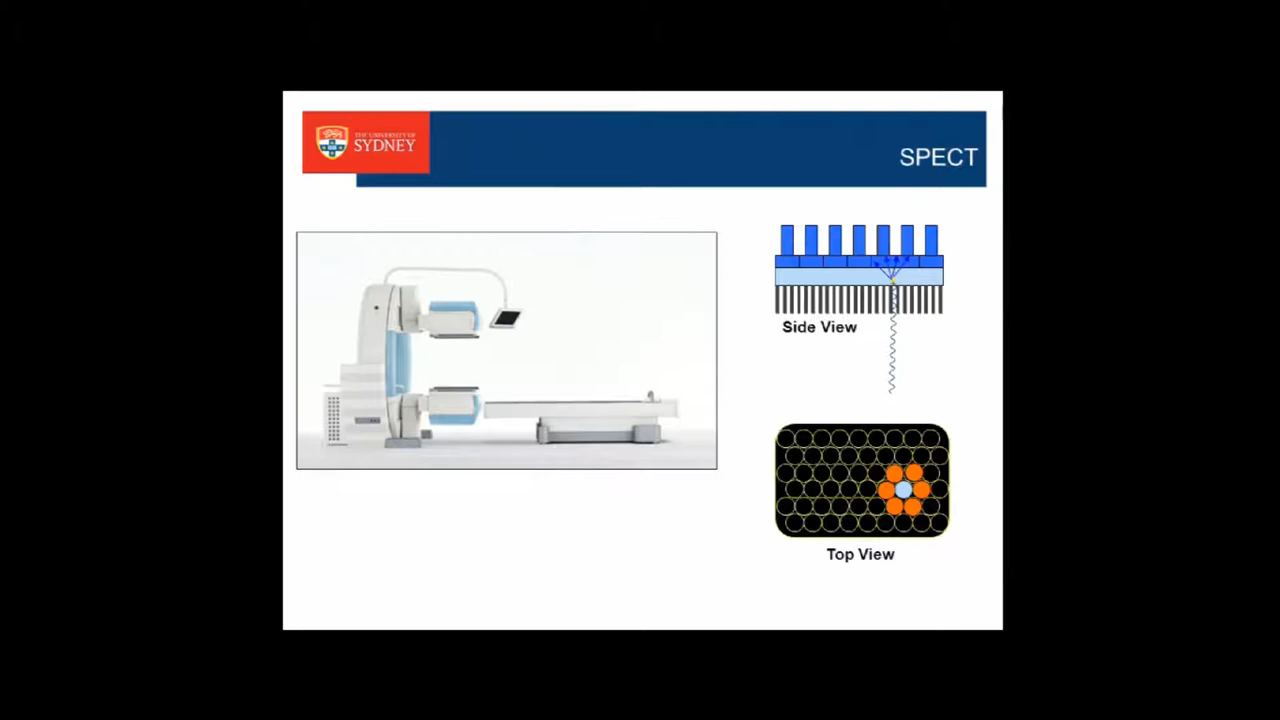 THE UNIVERSITY OF
SYDNEY
SPECT
Side View
Top View